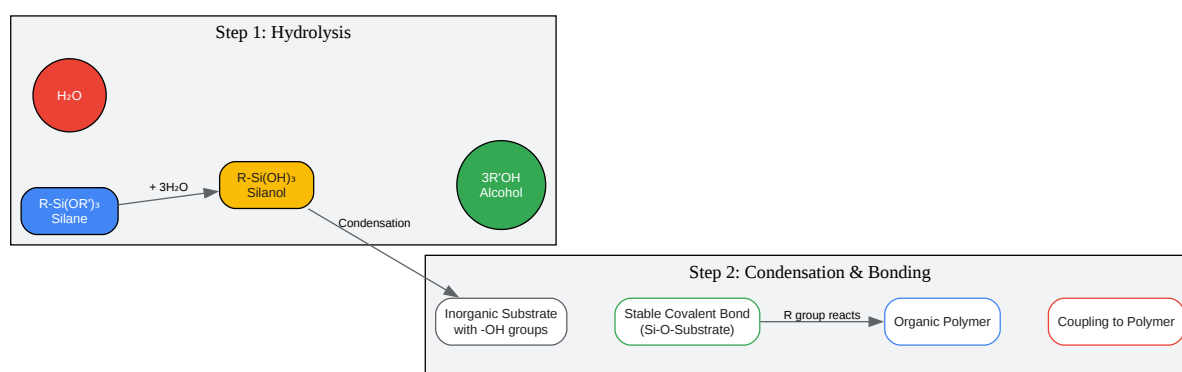 Step 1: Hydrolysis
H₂O
R-Si(OR')₃
Silane
+ 3H₂O
R-Si(OH)₃
Silanol
3R'OH
Alcohol
Condensation
Step 2: Condensation & Bonding
Inorganic Substrate
with -OH groups
Stable Covalent Bond
(Si-O-Substrate)
R group reacts
Organic Polymer
Coupling to Polymer